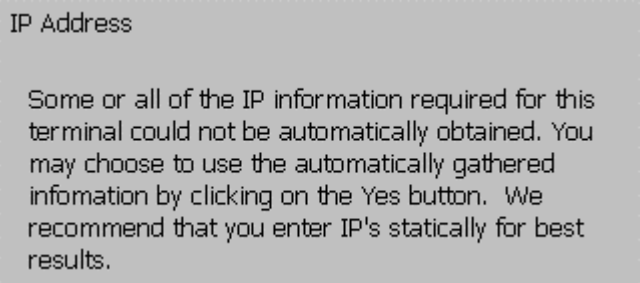 IP Address
Some or all of the IP information required for this
terminal could not be automatically obtained. You
may choose to use the automatically gathered
infomation by clicking on the Yes button.  We
recommend that you enter IP's statically for best
results.